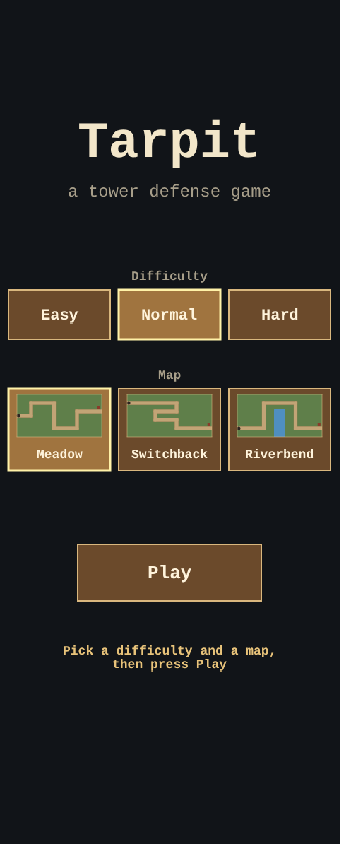 Tarpit
a tower defense game
Difficulty
Easy
Normal
Hard
Map
Meadow
Switchback
Riverbend
Play
Pick a difficulty and a map,
then press Play